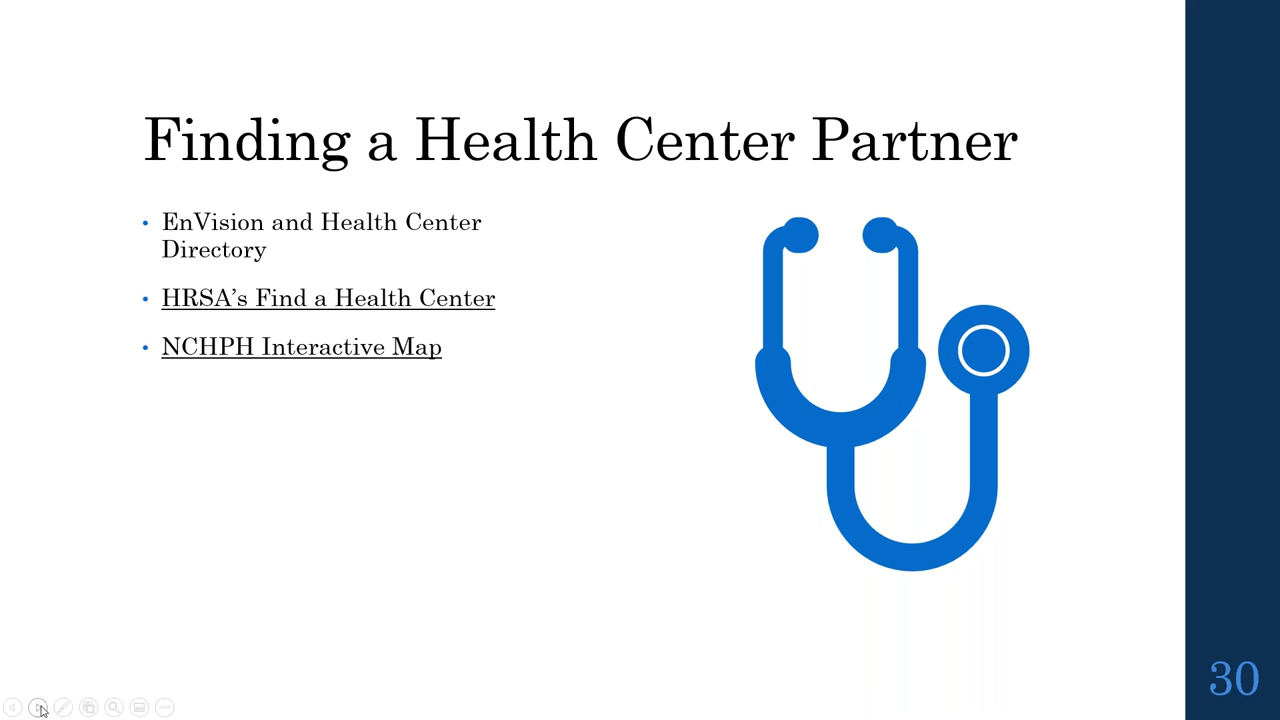 Finding a Health Center Partner
• EnVision and Health Center
Directory
• HRSA’s Find a Health Center
• NCHPH Interactive Map
30